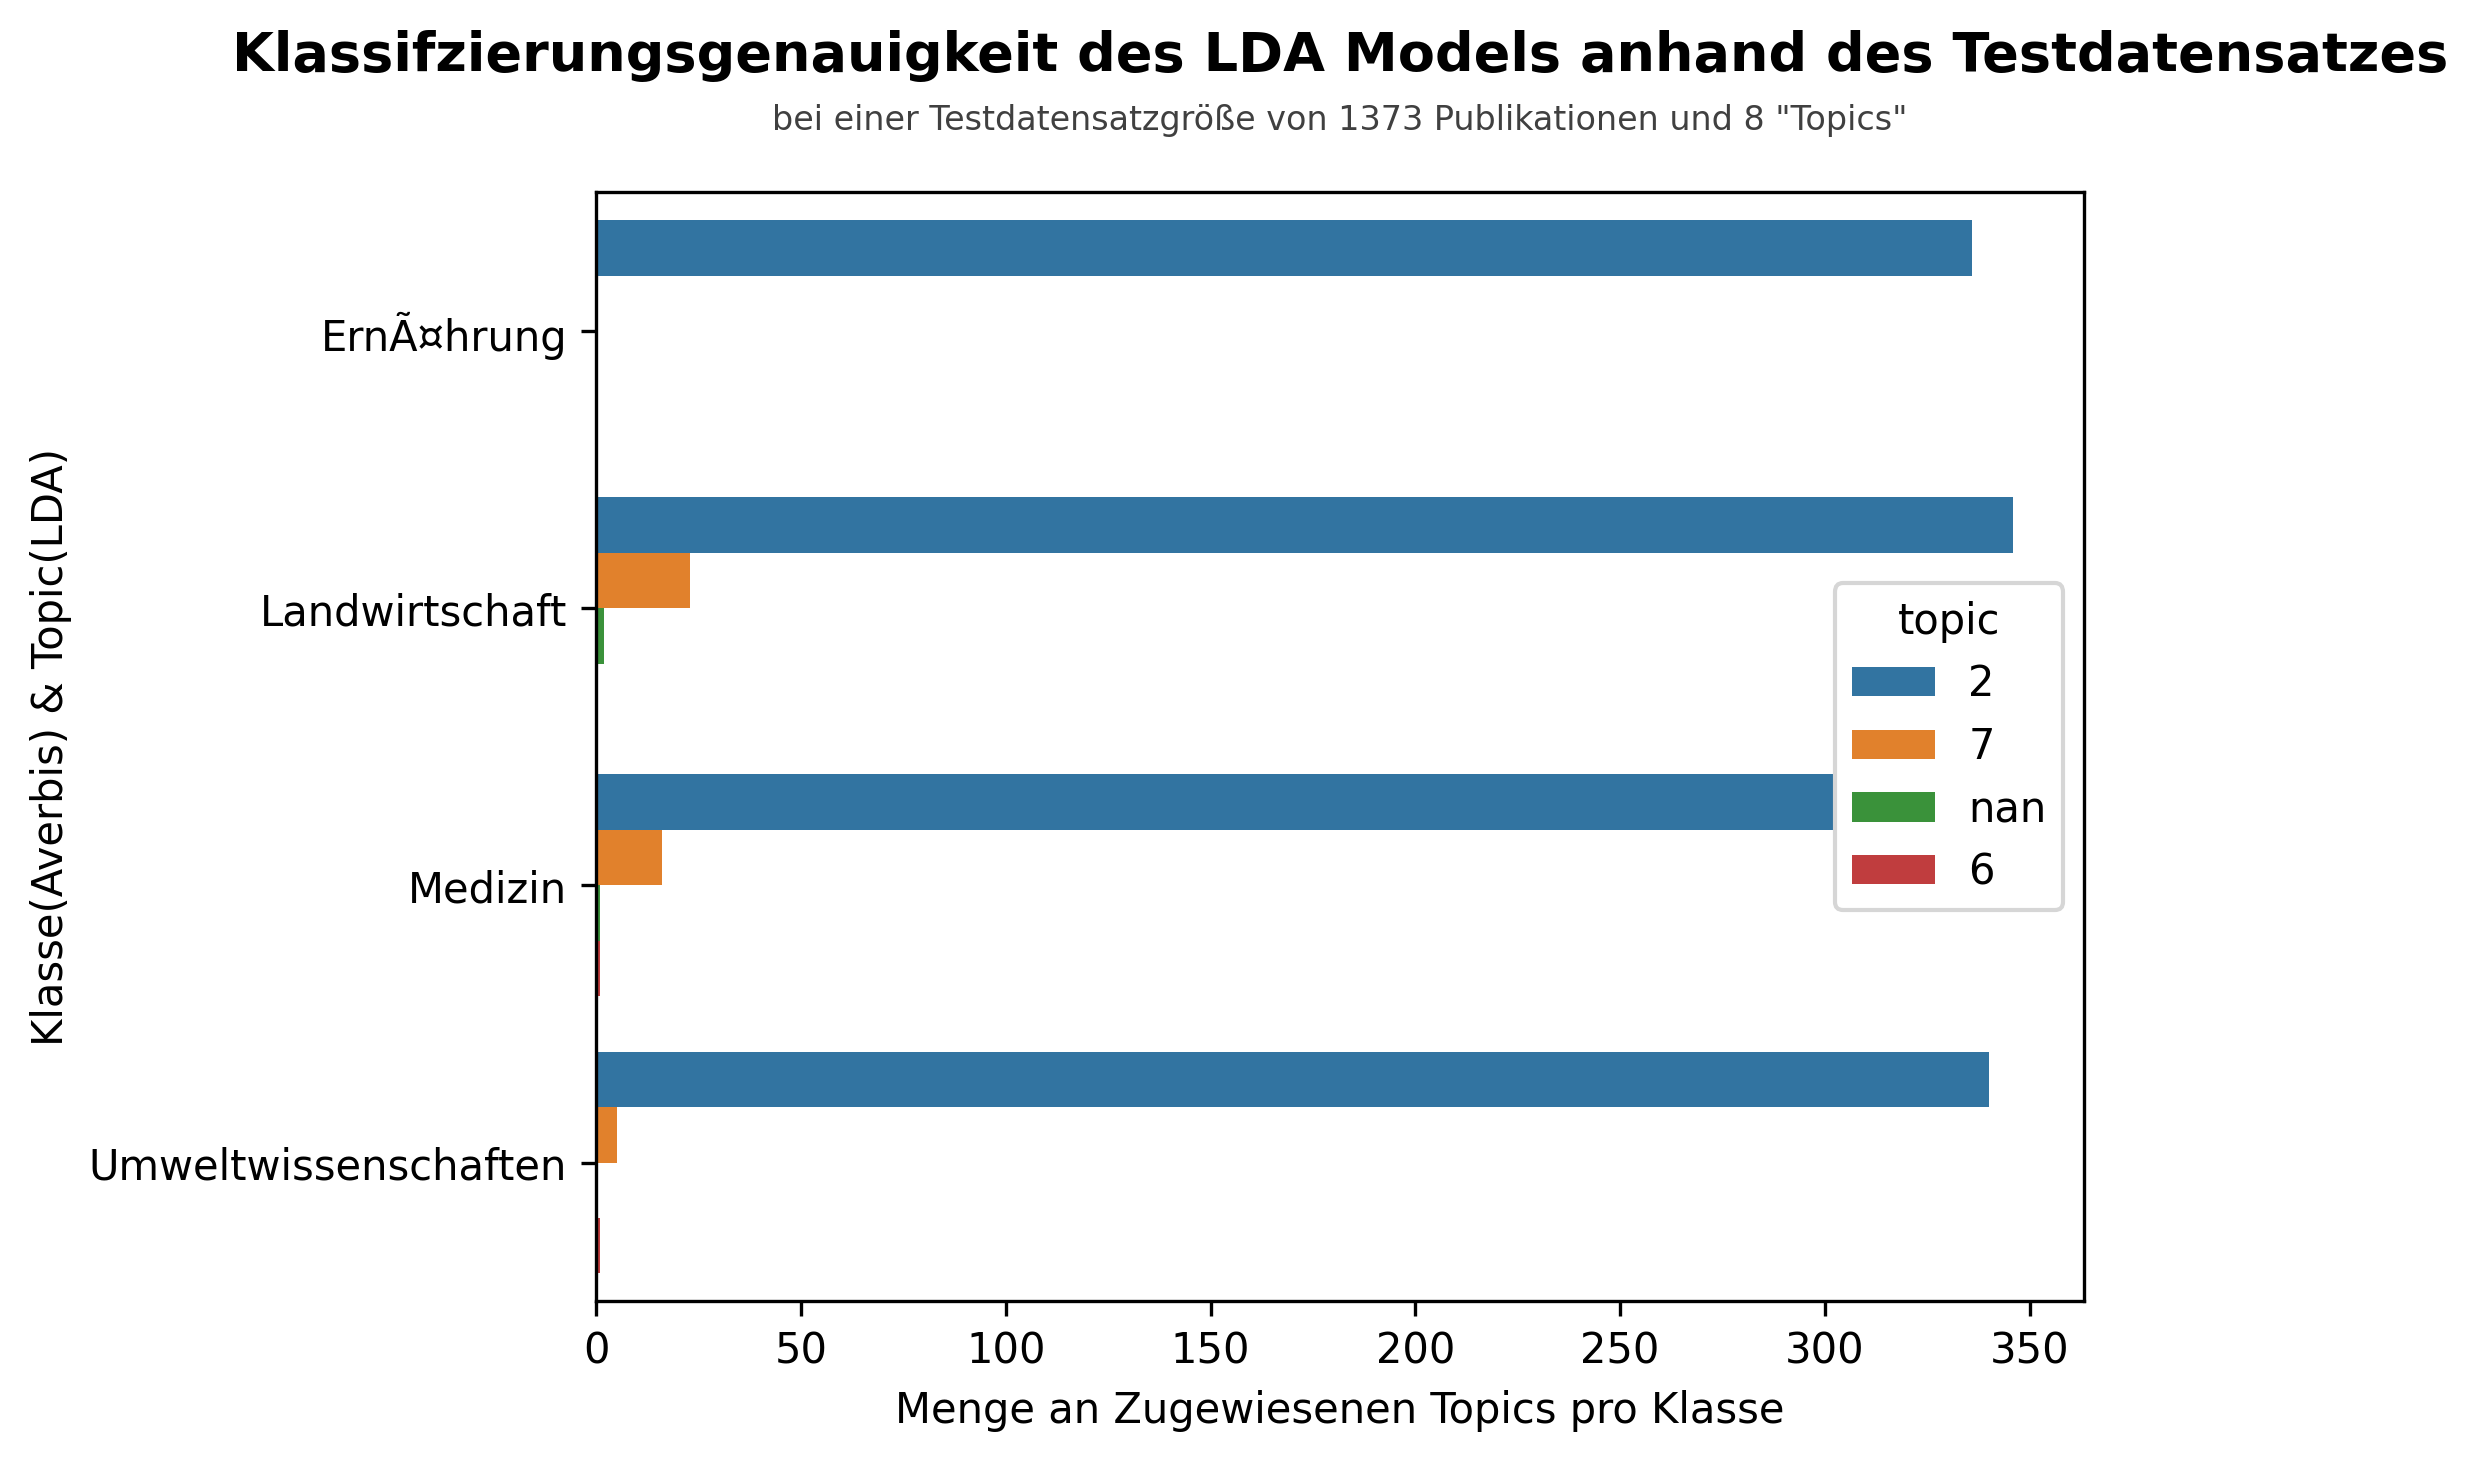 Klassifzierungsgenauigkeit des LDA Models anhand des Testdatensatzes
bei einer Testdatensatzgröße von 1373 Publikationen und 8 "Topics"
Klasse(Averbis) & Topic(LDA)
ErnÃ¤hrung
Landwirtschaft
Medizin
Umweltwissenschaften
topic
2
7
nan
6
0 50 100 150 200 250 300 350
Menge an Zugewiesenen Topics pro Klasse